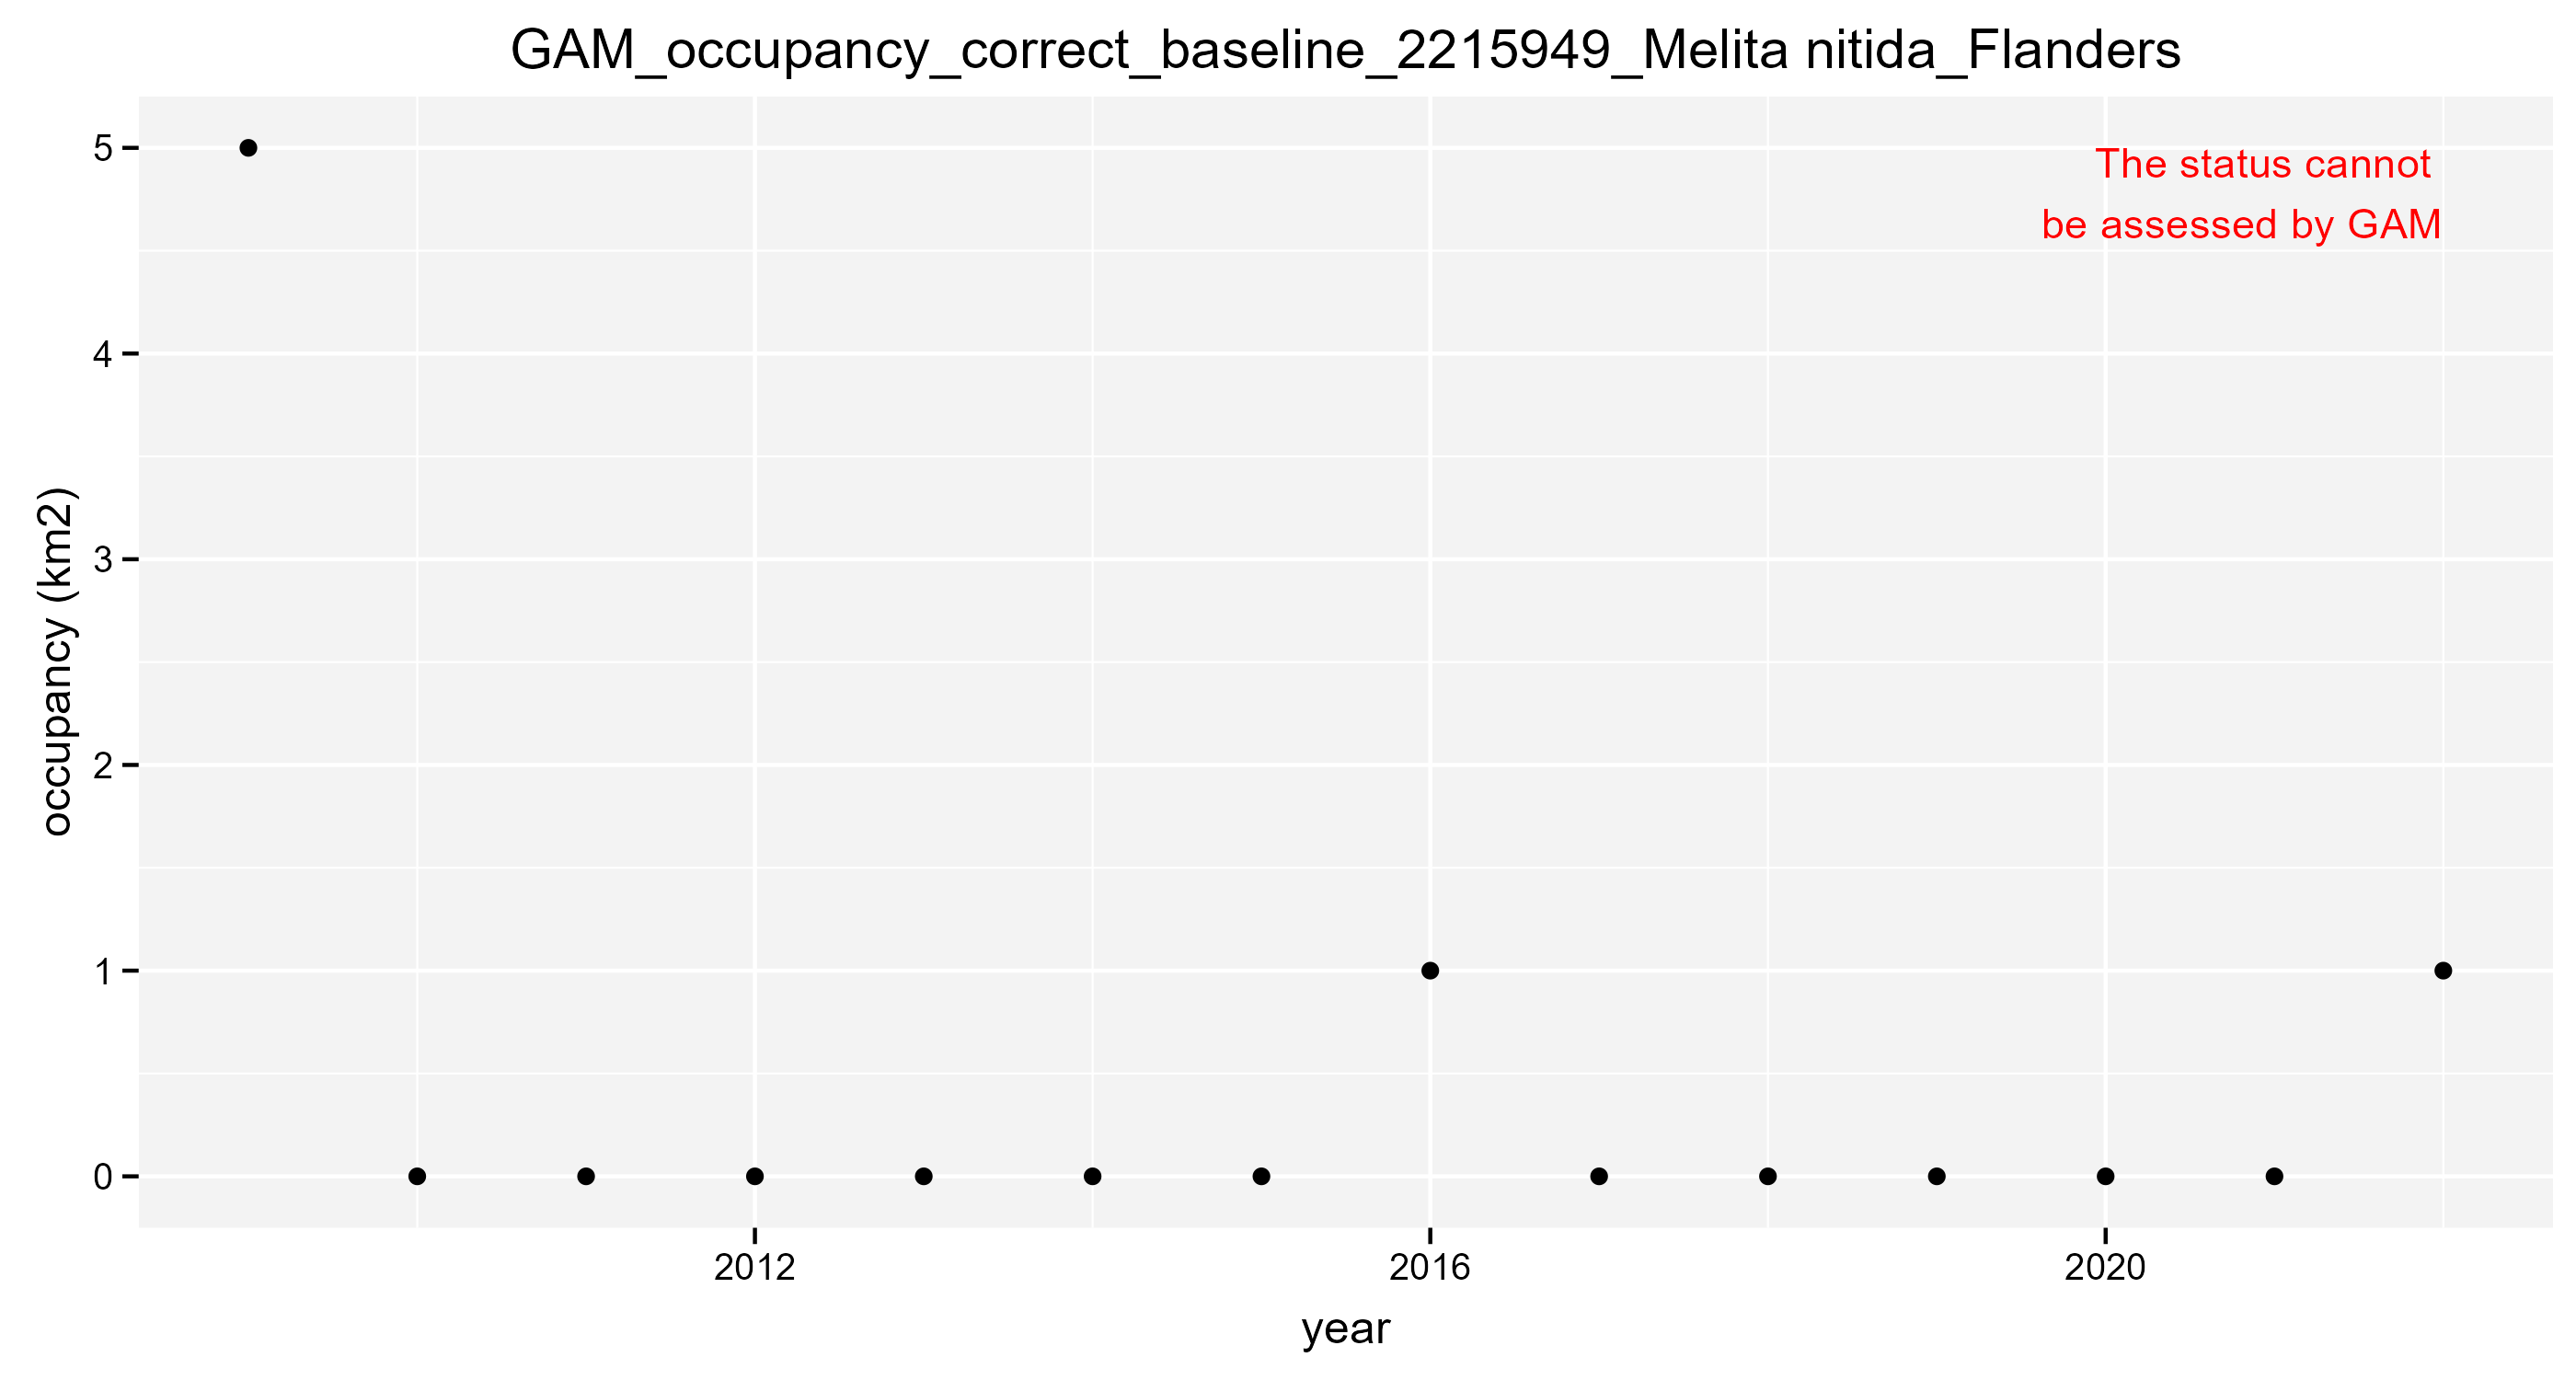 GAM_occupancy_correct_baseline_2215949_Melita nitida_Flanders
The status cannot
be assessed by GAM
occupancy (km2)
5
4
3
2
1
0
2012 2016 2020
year